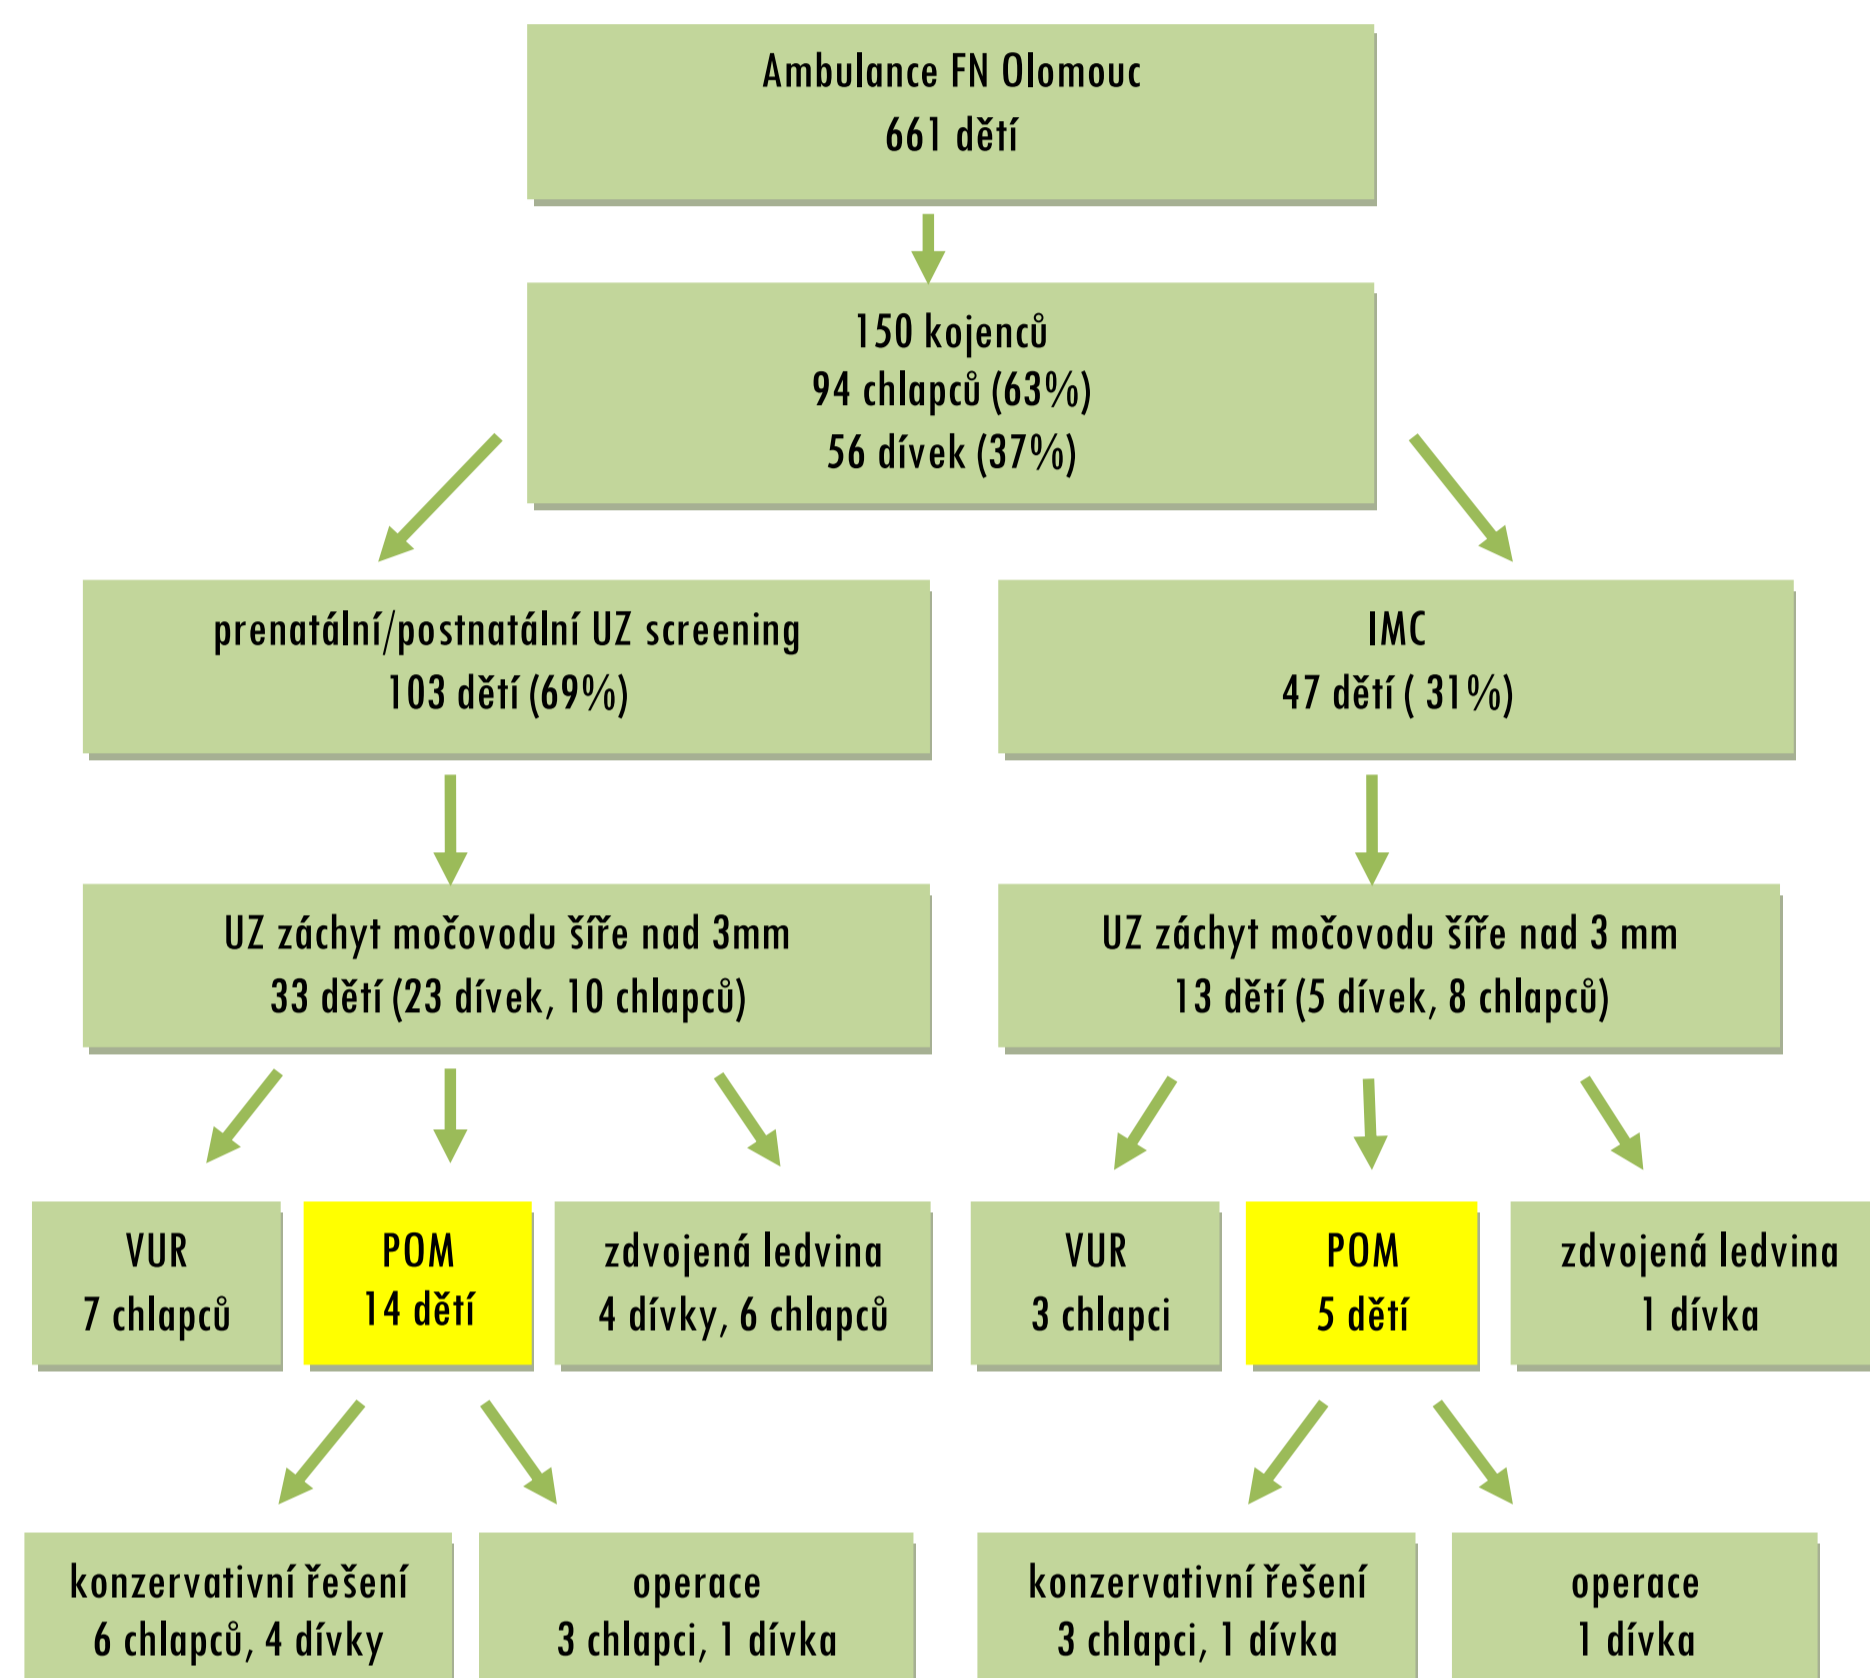 Ambulance FN Olomouc
661 dětí
150 kojenců
94 chlapců (63%)
56 dívek (37%)
prenatální/postnatální UZ screening
103 dětí (69%)
IMC
47 dětí ( 31%)
UZ záchyt močovodu šíře nad 3mm
33 dětí (23 dívek, 10 chlapců)
UZ záchyt močovodu šíře nad 3 mm
13 dětí (5 dívek, 8 chlapců)
VUR
7 chlapců
POM
14 dětí
zdvojená ledvina
4 dívky, 6 chlapců
VUR
3 chlapci
POM
5 dětí
zdvojená ledvina
1 dívka
konzervativní řešení
6 chlapců, 4 dívky
operace
3 chlapci, 1 dívka
konzervativní řešení
3 chlapci, 1 dívka
operace
1 dívka